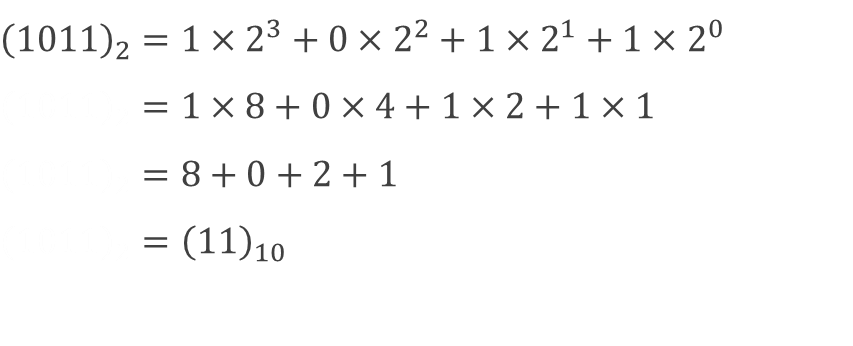 (1011)₂ = 1 × 2³ + 0 × 2² + 1 × 2¹ + 1 × 2⁰
= 1 × 8 + 0 × 4 + 1 × 2 + 1 × 1
= 8 + 0 + 2 + 1
= (11)₁₀